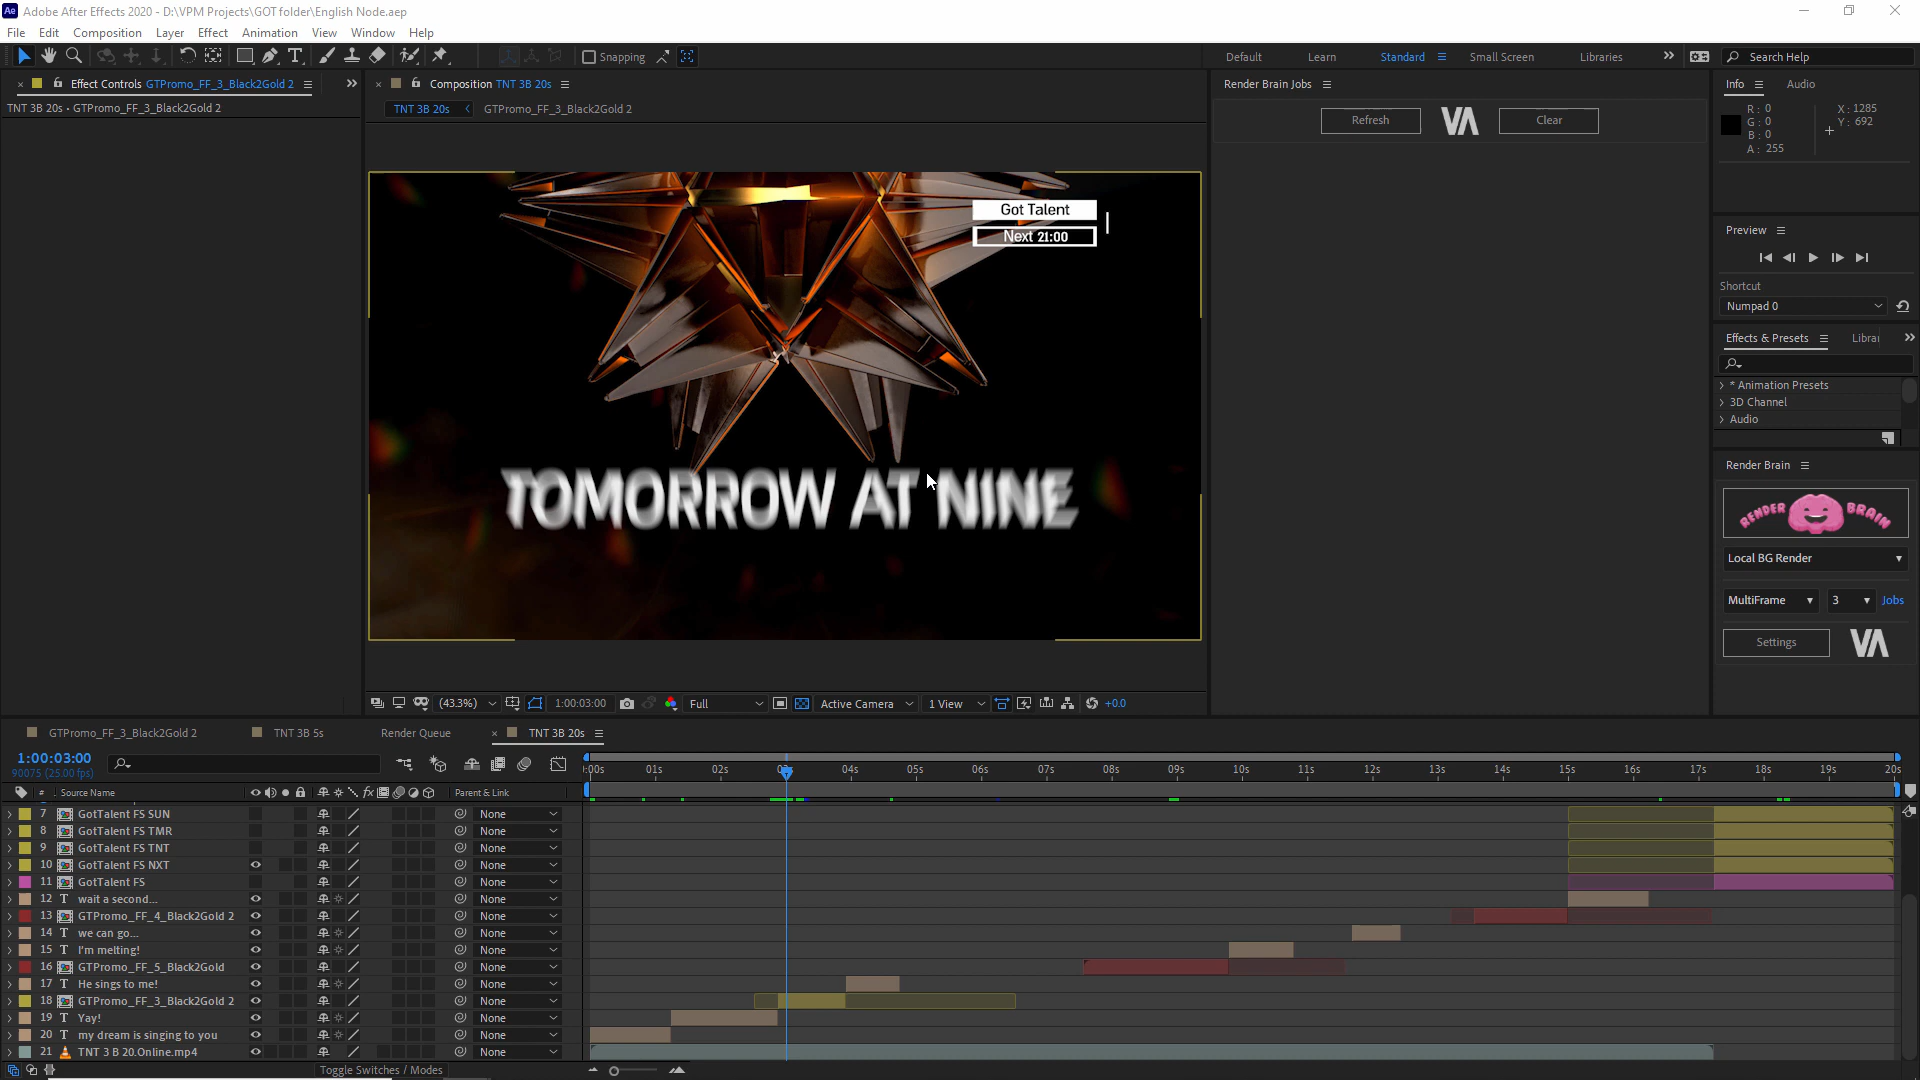 Adobe After Effects 2020 - D:\VPM Projects\GOT folder\English Node.aep
File Edit Composition Layer Effect Animation View Window Help
Snapping
Default Learn Standard Small Screen Libraries Search Help
Effect Controls GTPromo_FF_3_Black2Gold 2
TNT 3B 20s • GTPromo_FF_3_Black2Gold 2
Composition TNT 3B 20s
TNT 3B 20s GTPromo_FF_3_Black2Gold 2
Got Talent
Next 21:00
TOMORROW AT NINE
(43.3%) 1:00:03:00 Full Active Camera 1 View +0.0
Render Brain Jobs
Refresh VA Clear
Info Audio
R: 0
G: 0
B: 0
A: 255
X: 1285
Y: 692
Preview
Shortcut
Numpad 0
Effects & Presets Librar
* Animation Presets
3D Channel
Audio
Render Brain
RENDER BRAIN
Local BG Render
MultiFrame 3 Jobs
Settings VA
GTPromo_FF_3_Black2Gold 2 TNT 3B 5s Render Queue TNT 3B 20s
1:00:03:00
90075 (25.00 fps)
:00s 01s 02s 03s 04s 05s 06s 07s 08s 09s 10s 11s 12s 13s 14s 15s 16s 17s 18s 19s 20s
# Source Name fx Parent & Link
7 GotTalent FS SUN None
8 GotTalent FS TMR None
9 GotTalent FS TNT None
10 GotTalent FS NXT None
11 GotTalent FS None
12 T wait a second... None
13 GTPromo_FF_4_Black2Gold 2 None
14 T we can go... None
15 T I'm melting! None
16 GTPromo_FF_5_Black2Gold None
17 T He sings to me! None
18 GTPromo_FF_3_Black2Gold 2 None
19 T Yay! None
20 T my dream is singing to you None
21 TNT 3 B 20.Online.mp4 None
Toggle Switches / Modes